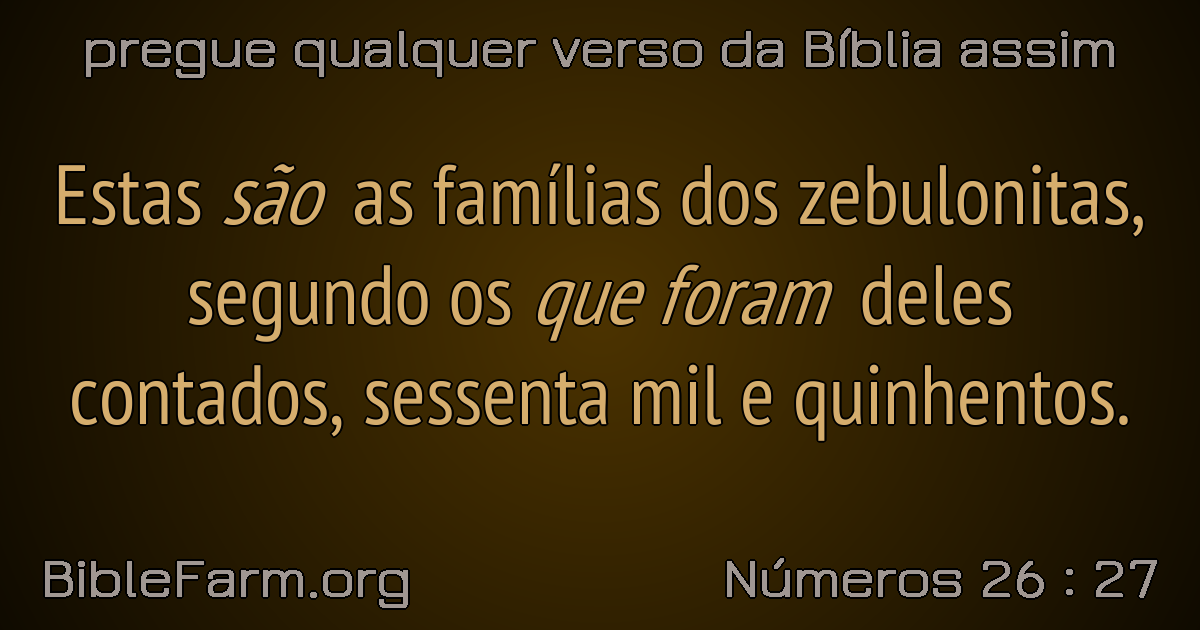 pregue qualquer verso da Bíblia assim
Estas são as famílias dos zebulonitas,
segundo os que foram deles
contados, sessenta mil e quinhentos.
BibleFarm.org
Números 26 : 27